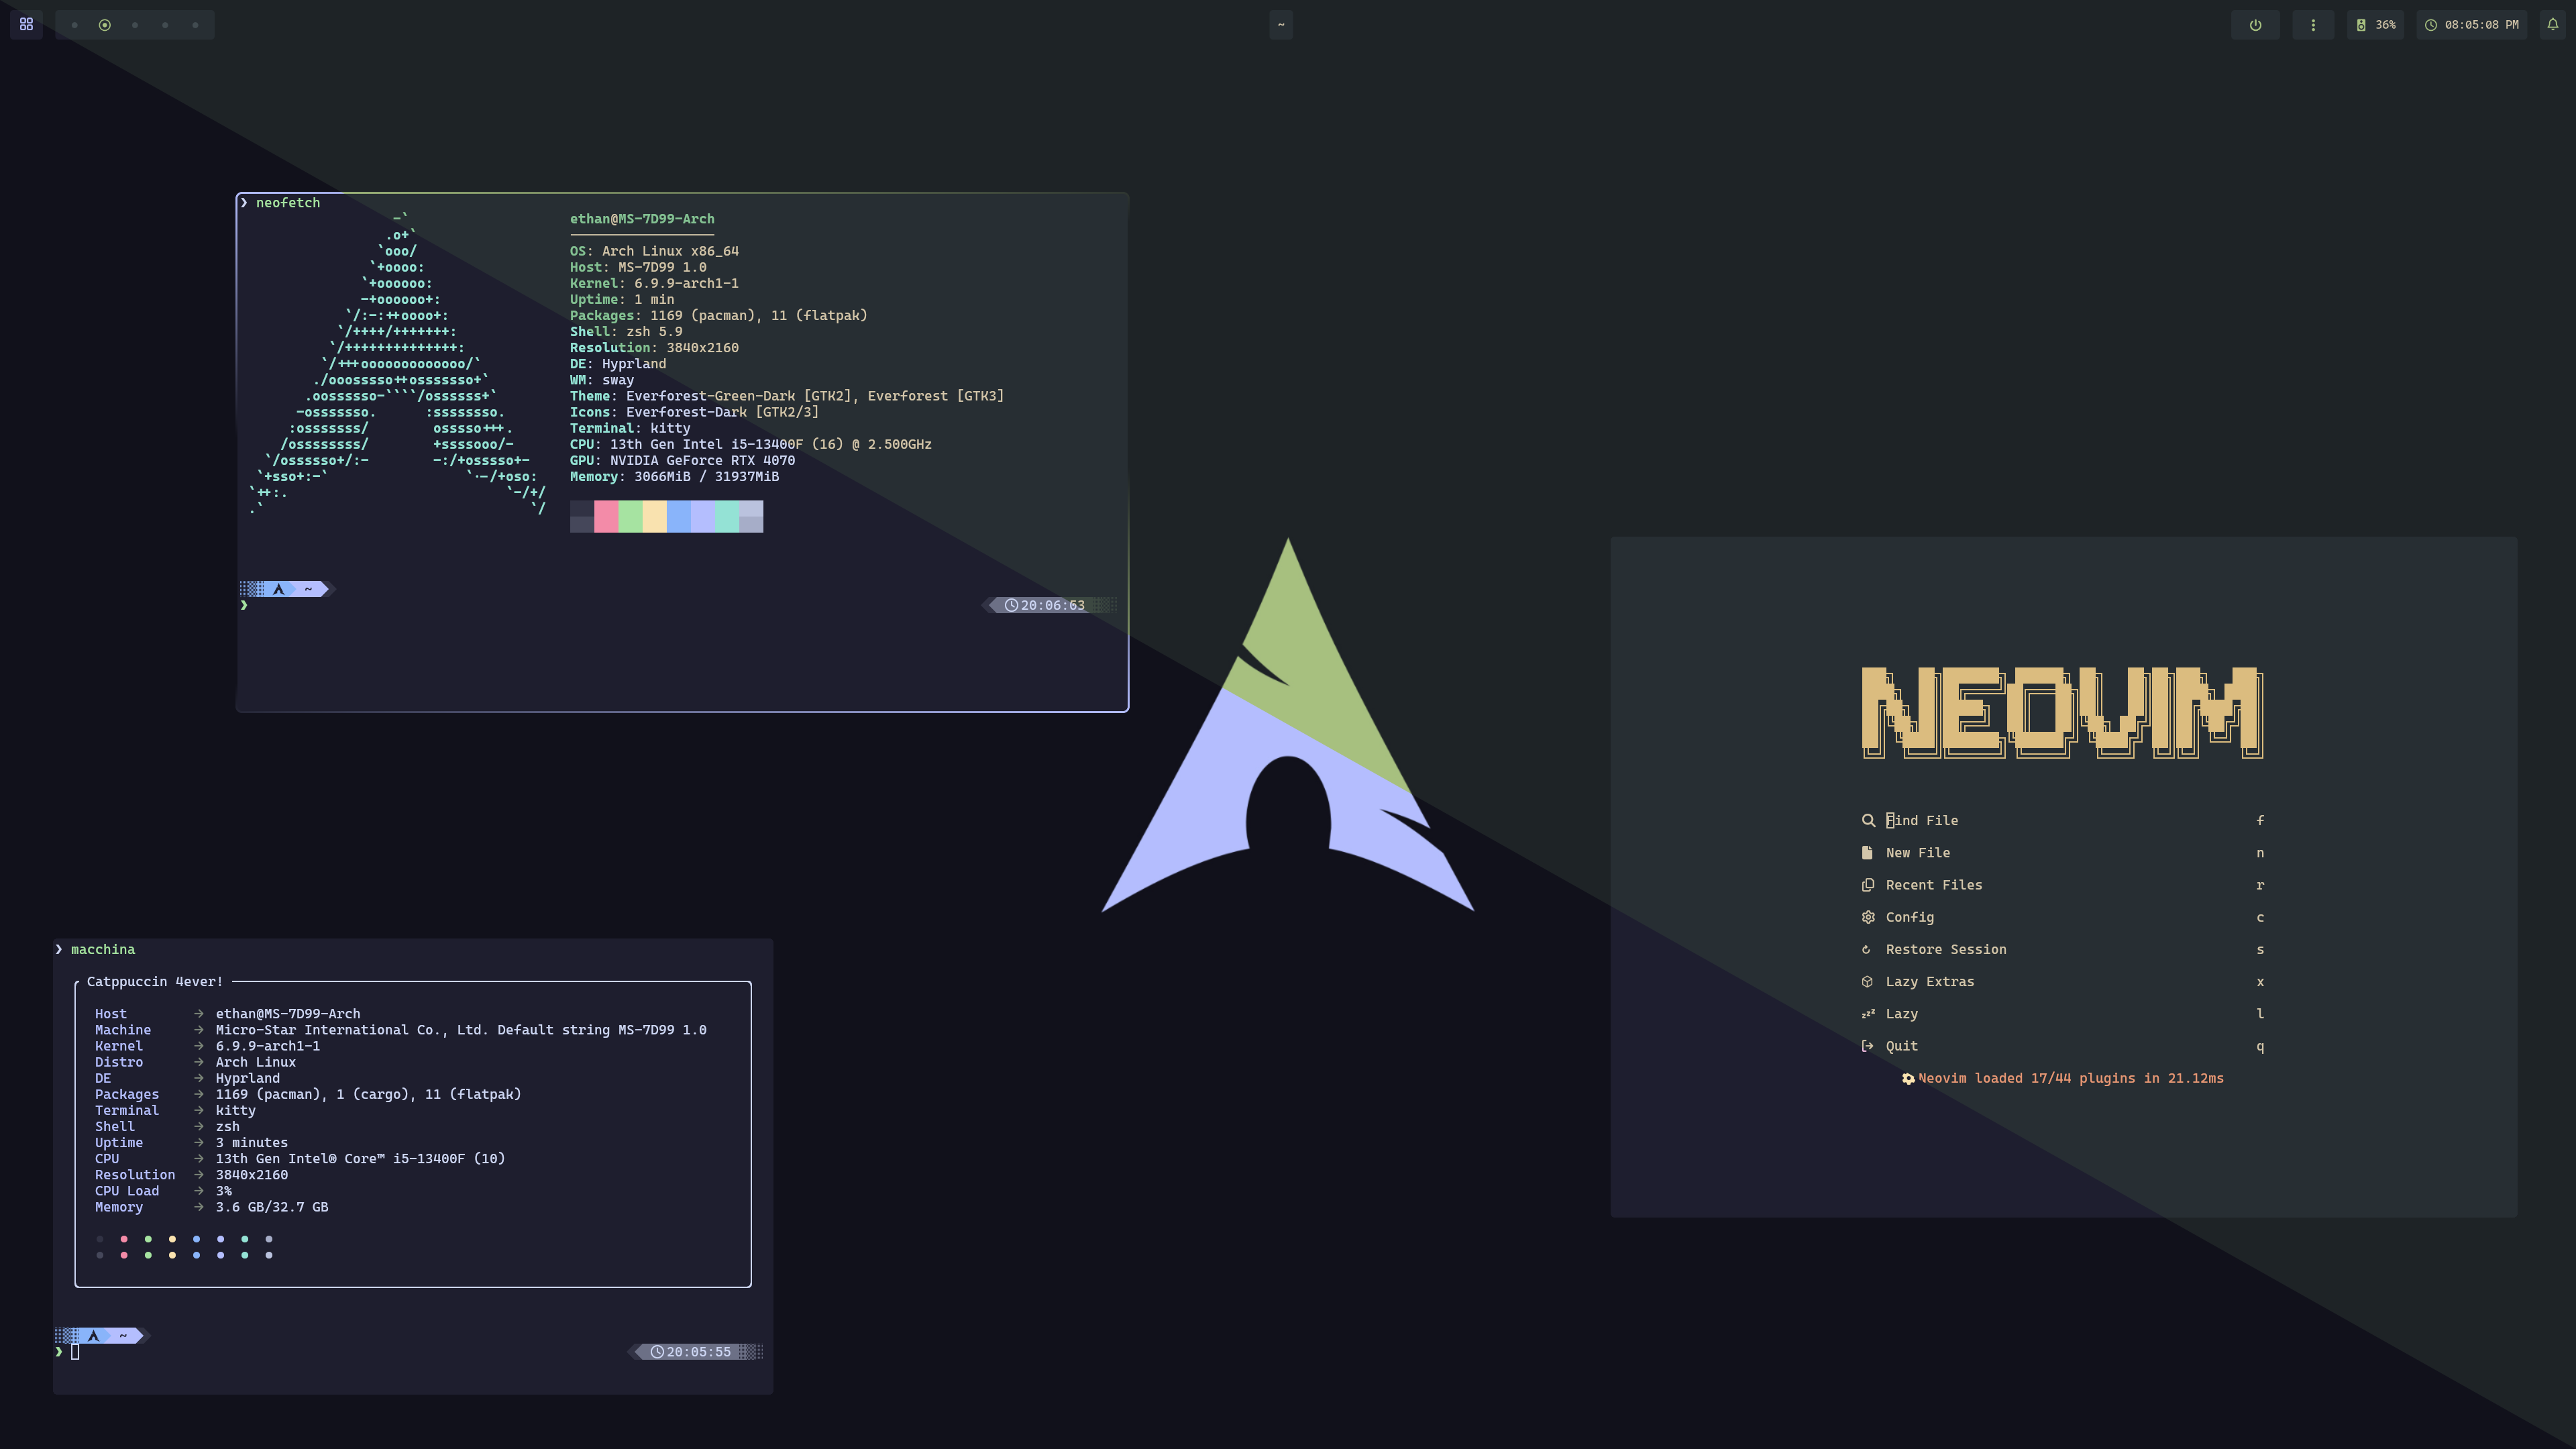 ~
36%
08:05:08 PM
❯ neofetch
ethan@MS-7D99-Arch
OS: Arch Linux x86_64
Host: MS-7D99 1.0
Kernel: 6.9.9-arch1-1
Uptime: 1 min
Packages: 1169 (pacman), 11 (flatpak)
Shell: zsh 5.9
Resolution: 3840x2160
DE: Hyprland
WM: sway
Theme: Everforest-Green-Dark [GTK2], Everforest [GTK3]
Icons: Everforest-Dark [GTK2/3]
Terminal: kitty
CPU: 13th Gen Intel i5-13400F (16) @ 2.500GHz
GPU: NVIDIA GeForce RTX 4070
Memory: 3066MiB / 31937MiB
~
❯
NEOVIM
Find File f
New File n
Recent Files r
Config c
Restore Session s
Lazy Extras x
Lazy l
Quit q
Neovim loaded 17/44 plugins in 21.12ms
❯ macchina
Catppuccin 4ever!
Host → ethan@MS-7D99-Arch
Machine → Micro-Star International Co., Ltd. Default string MS-7D99 1.0
Kernel → 6.9.9-arch1-1
Distro → Arch Linux
DE → Hyprland
Packages → 1169 (pacman), 1 (cargo), 11 (flatpak)
Terminal → kitty
Shell → zsh
Uptime → 3 minutes
CPU → 13th Gen Intel® Core™ i5-13400F (10)
Resolution → 3840x2160
CPU Load → 3%
Memory → 3.6 GB/32.7 GB
~
❯ 20:05:55